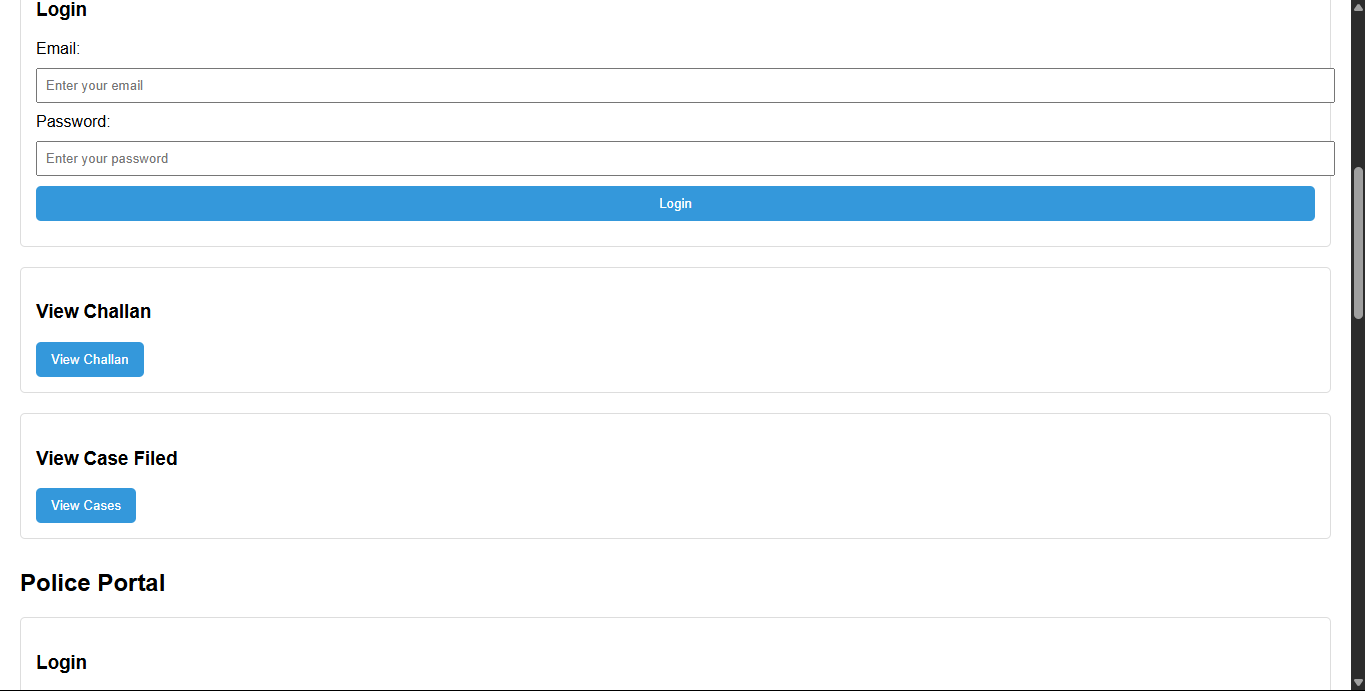 Login
Email:
Enter your email
Password:
Enter your password
Login
View Challan
View Challan
View Case Filed
View Cases
Police Portal
Login